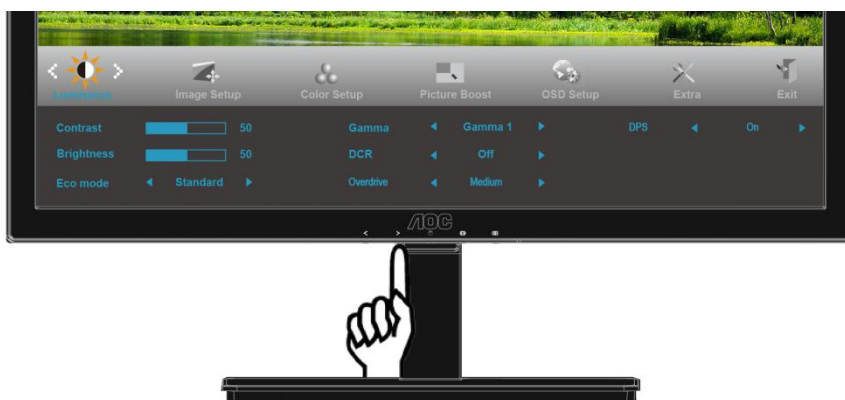 Luminance Image Setup Color Setup Picture Boost OSD Setup Extra Exit
Contrast 50 Gamma Gamma 1 DPS On
Brightness 50 DCR Off
Eco mode Standard Overdrive Medium
AOC